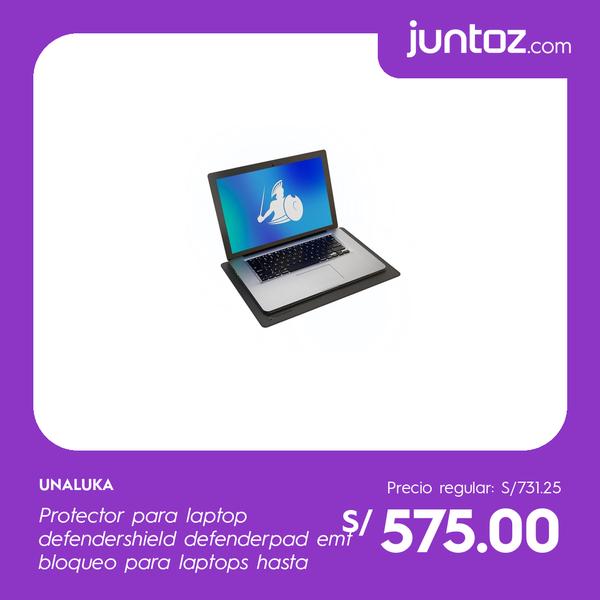 juntoz.com
UNALUKA
Protector para laptop
defendershield defenderpad emf
bloqueo para laptops hasta
Precio regular: S/731.25
S/ 575.00